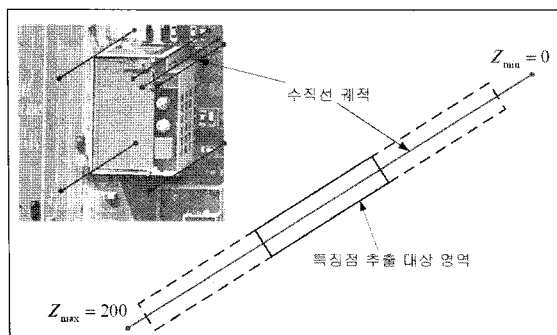 Z_min = 0
수직선 궤적
특징점 추출 대상 영역
Z_max = 200